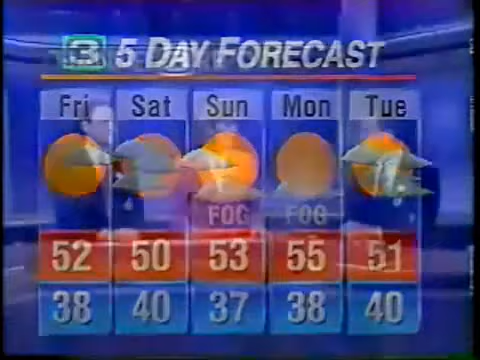 3 5 DAY FORECAST
Fri Sat Sun Mon Tue
FOG FOG
52 50 53 55 51
38 40 37 38 40